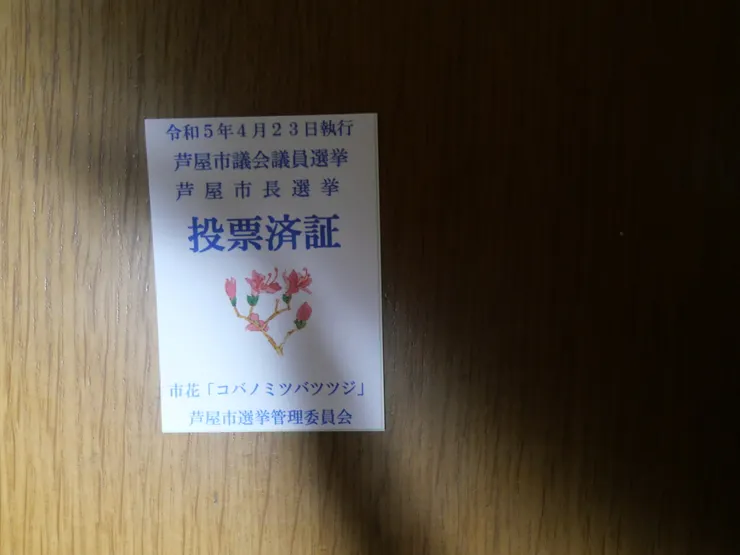 令和5年4月23日執行
芦屋市議会議員選挙
芦屋市長選挙
投票済証
市花「コバノミツバツツジ」
芦屋市選挙管理委員会